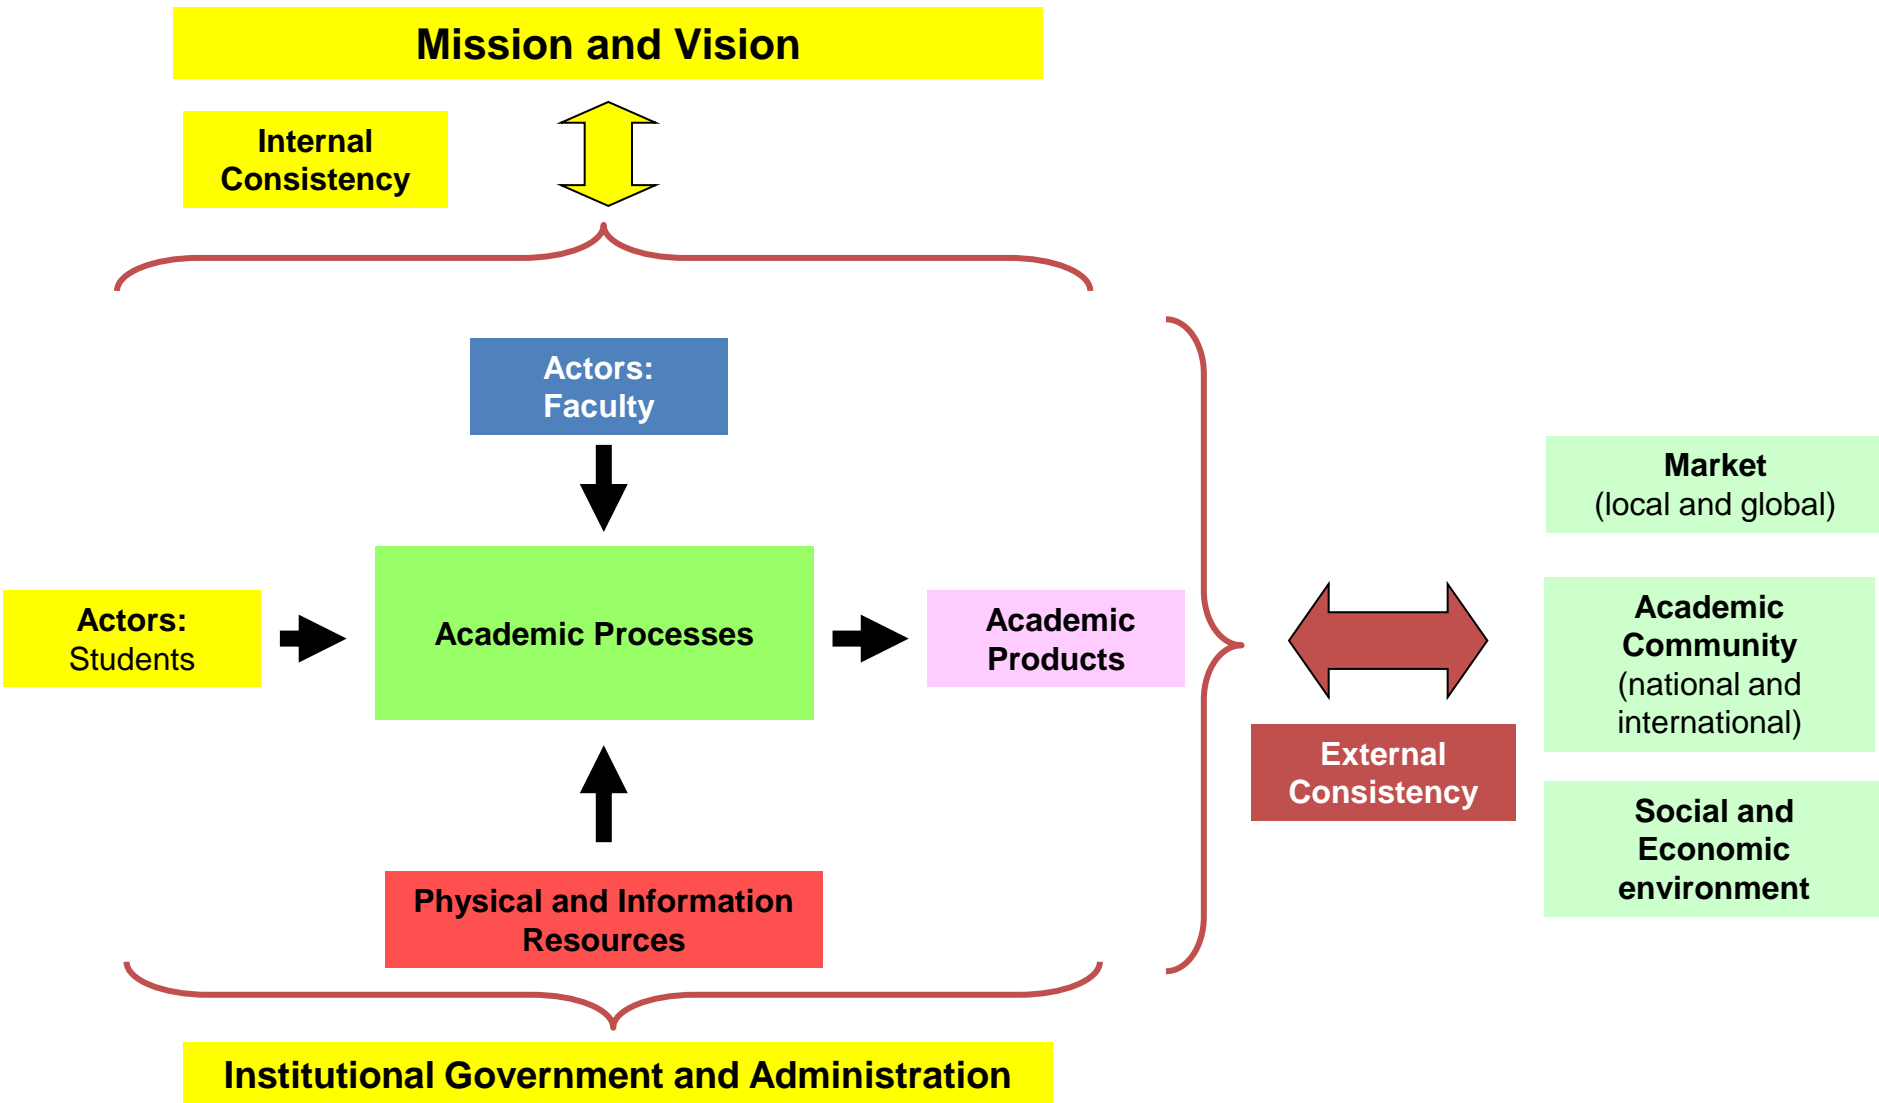 Mission and Vision
Internal
Consistency
Actors:
Faculty
Market
(local and global)
Actors:
Students
Academic Processes
Academic
Products
Academic
Community
(national and
international)
External
Consistency
Social and
Economic
environment
Physical and Information
Resources
Institutional Government and Administration